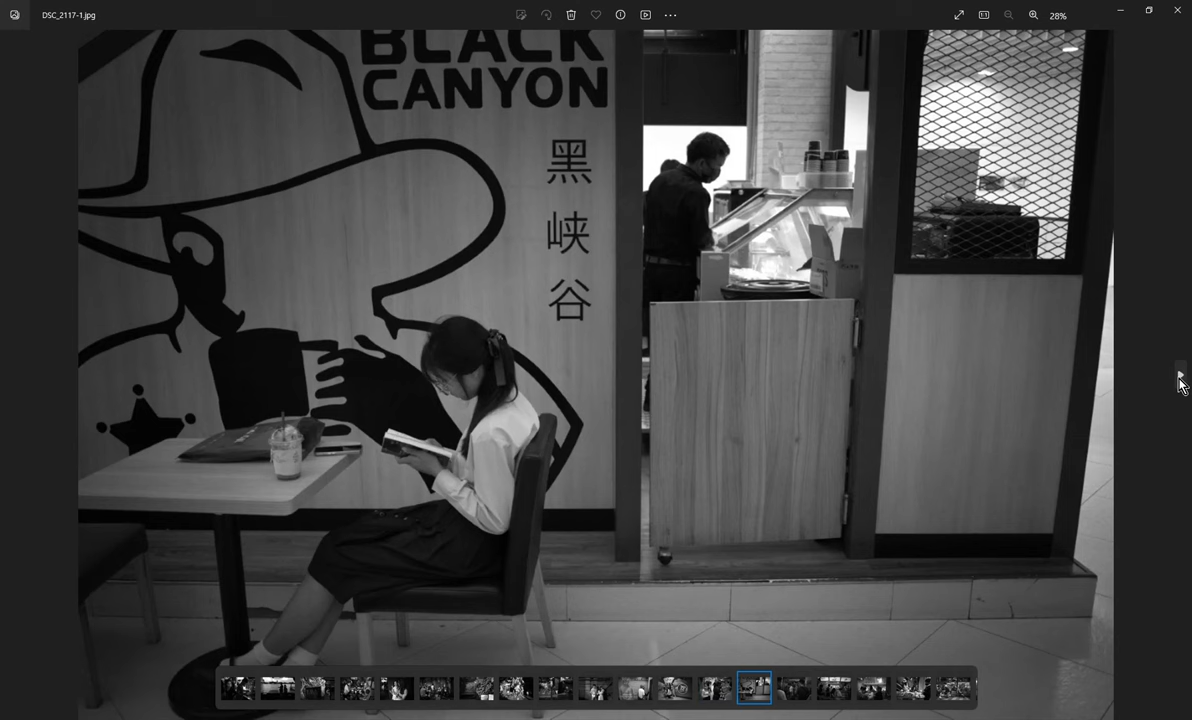 DSC_2117-1.jpg
28%
BLACK
CANYON
黑
峡
谷